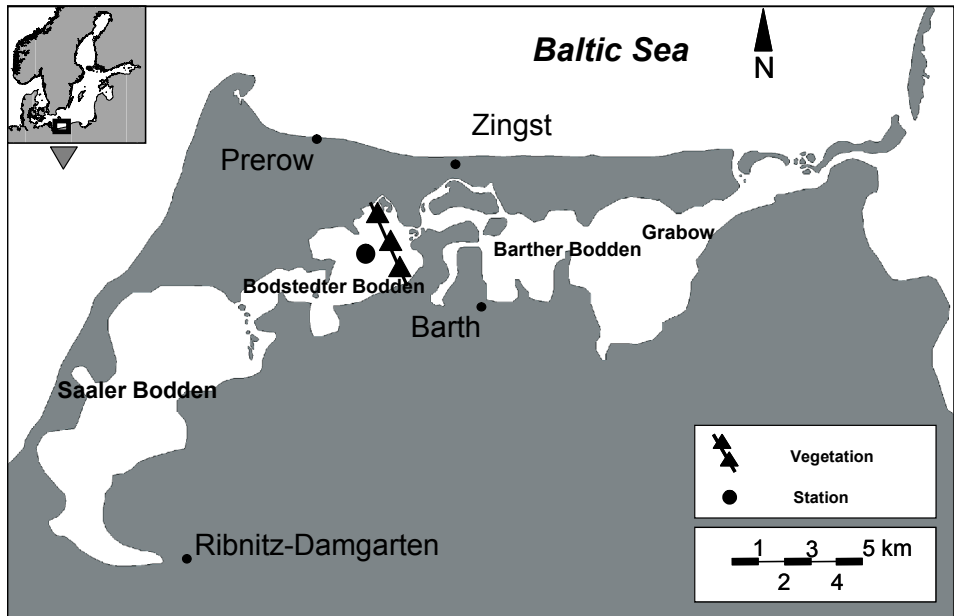 Baltic Sea
N
Zingst
Prerow
Grabow
Barther Bodden
Bodstedter Bodden
Barth
Saaler Bodden
Vegetation
Station
Ribnitz-Damgarten
1 3 5 km
2 4